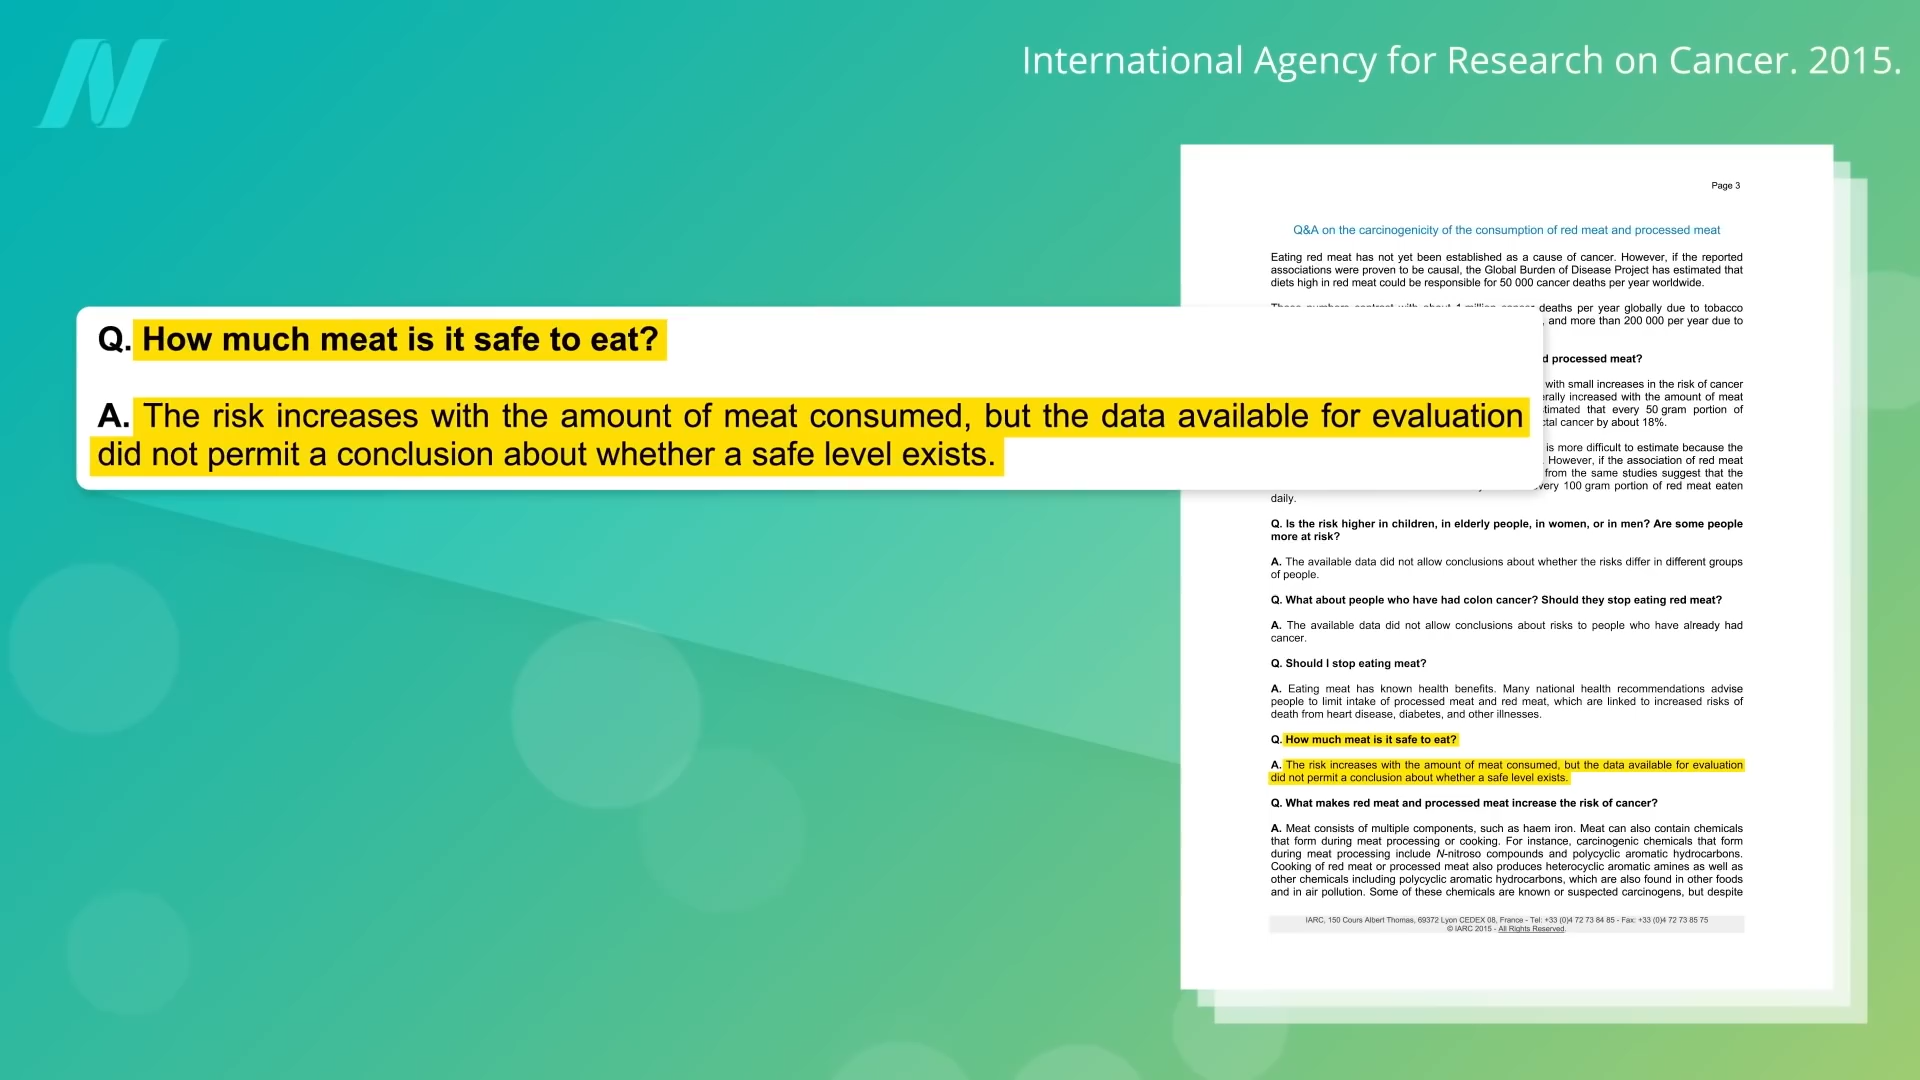 International Agency for Research on Cancer. 2015.
Q. How much meat is it safe to eat?
A. The risk increases with the amount of meat consumed, but the data available for evaluation
did not permit a conclusion about whether a safe level exists.
Page 3
Q&A on the carcinogenicity of the consumption of red meat and processed meat
Eating red meat has not yet been established as a cause of cancer. However, if the reported
associations were proven to be causal, the Global Burden of Disease Project has estimated that
diets high in red meat could be responsible for 50 000 cancer deaths per year worldwide.
deaths per year globally due to tobacco
, and more than 200 000 per year due to
d processed meat?
with small increases in the risk of cancer
increased with the amount of meat
that every 50 gram portion of
cancer by about 18%.
is more difficult to estimate because the
However, if the association of red meat
from the same studies suggest that the
every 100 gram portion of red meat eaten
daily.
Q. Is the risk higher in children, in elderly people, in women, or in men? Are some people
more at risk?
A. The available data did not allow conclusions about whether the risks differ in different groups
of people.
Q. What about people who have had colon cancer? Should they stop eating red meat?
A. The available data did not allow conclusions about risks to people who have already had
cancer.
Q. Should I stop eating meat?
A. Eating meat has known health benefits. Many national health recommendations advise
people to limit intake of processed meat and red meat, which are linked to increased risks of
death from heart disease, diabetes, and other illnesses.
Q. How much meat is it safe to eat?
A. The risk increases with the amount of meat consumed, but the data available for evaluation
did not permit a conclusion about whether a safe level exists.
Q. What makes red meat and processed meat increase the risk of cancer?
A. Meat consists of multiple components, such as haem iron. Meat can also contain chemicals
that form during meat processing or cooking. For instance, carcinogenic chemicals that form
during meat processing include N-nitroso compounds and polycyclic aromatic hydrocarbons.
Cooking of red meat or processed meat also produces heterocyclic aromatic amines as well as
other chemicals including polycyclic aromatic hydrocarbons, which are also found in other foods
and in air pollution. Some of these chemicals are known or suspected carcinogens, but despite
IARC, 150 Cours Albert Thomas, 69372 Lyon CEDEX 08, France - Tel: +33 (0)4 72 73 84 85 - Fax: +33 (0)4 72 73 85 75
© IARC 2015 - All Rights Reserved.